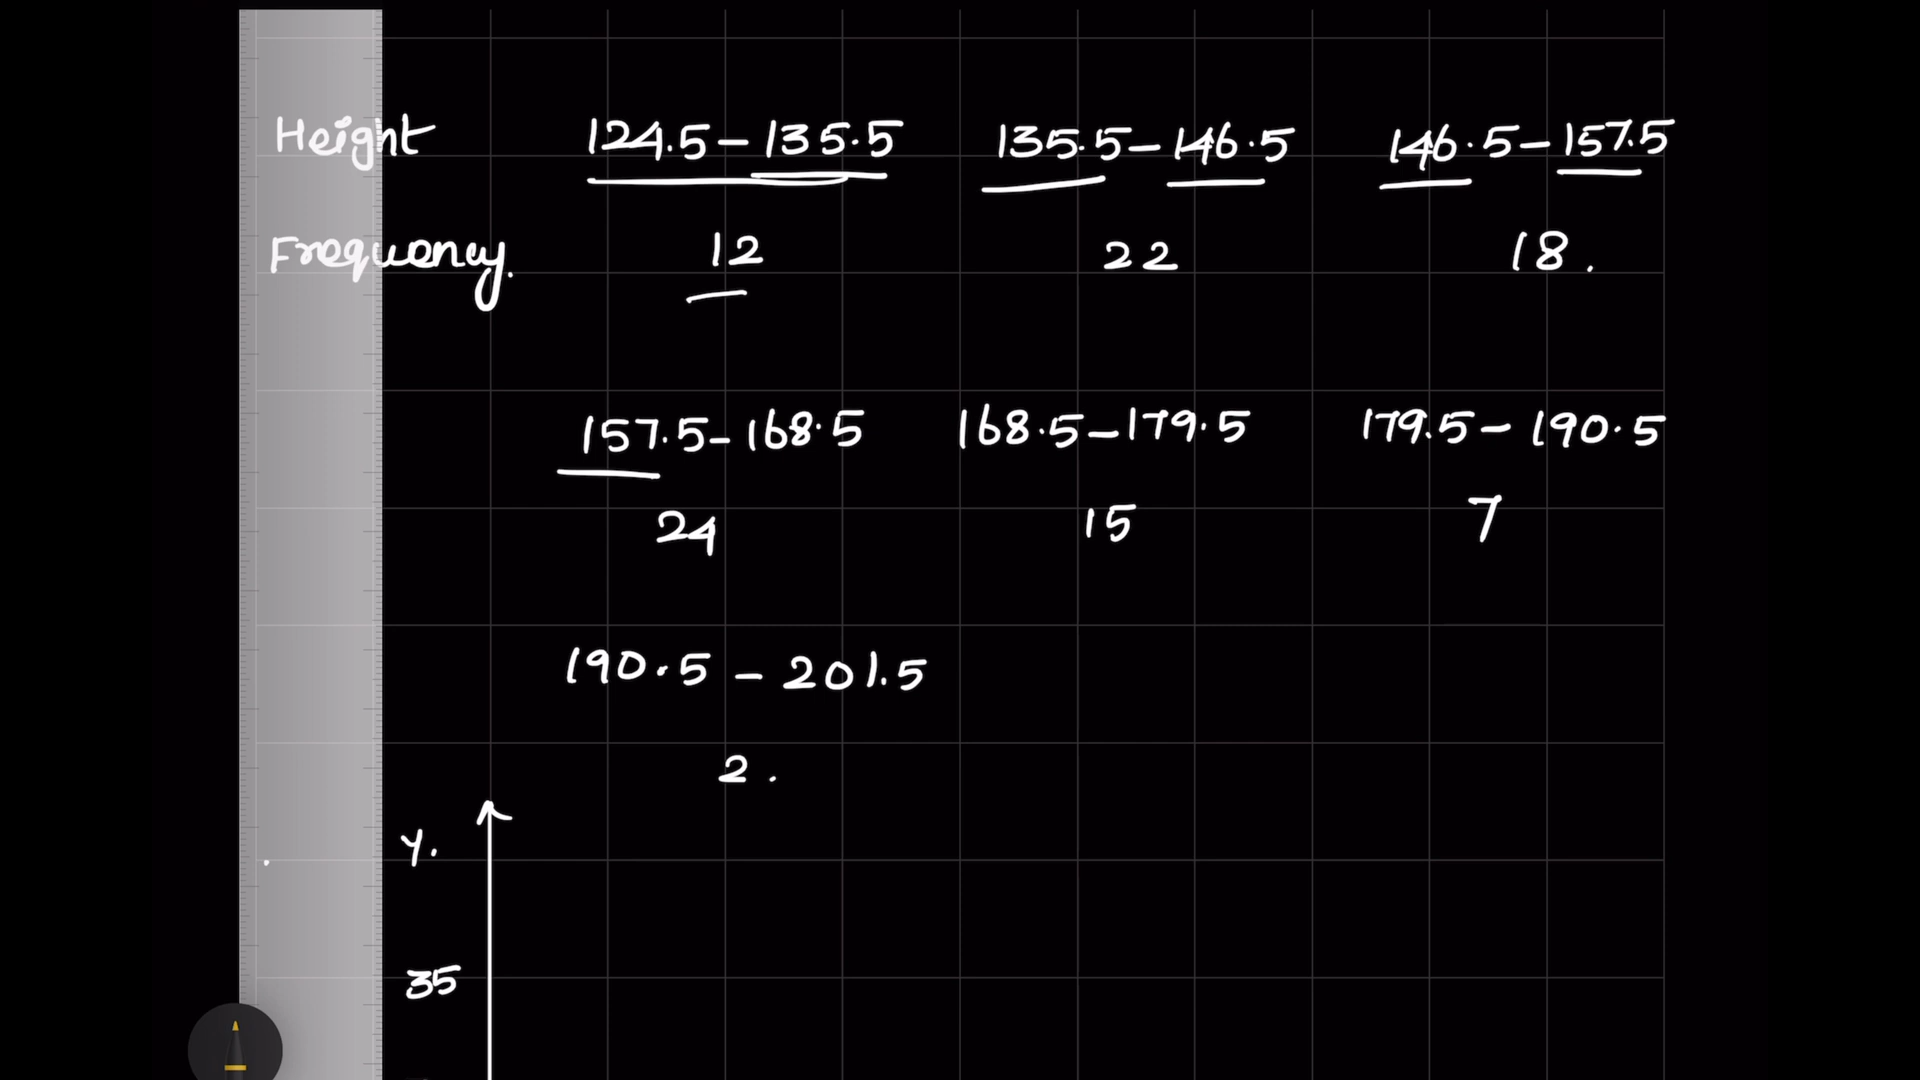 Height 124.5 – 135.5 135.5 – 146.5 146.5 – 157.5
Frequency. 12 22 18.
157.5 – 168.5 168.5 – 179.5 179.5 – 190.5
24 15 7
190.5 – 201.5
2.
Y.
35